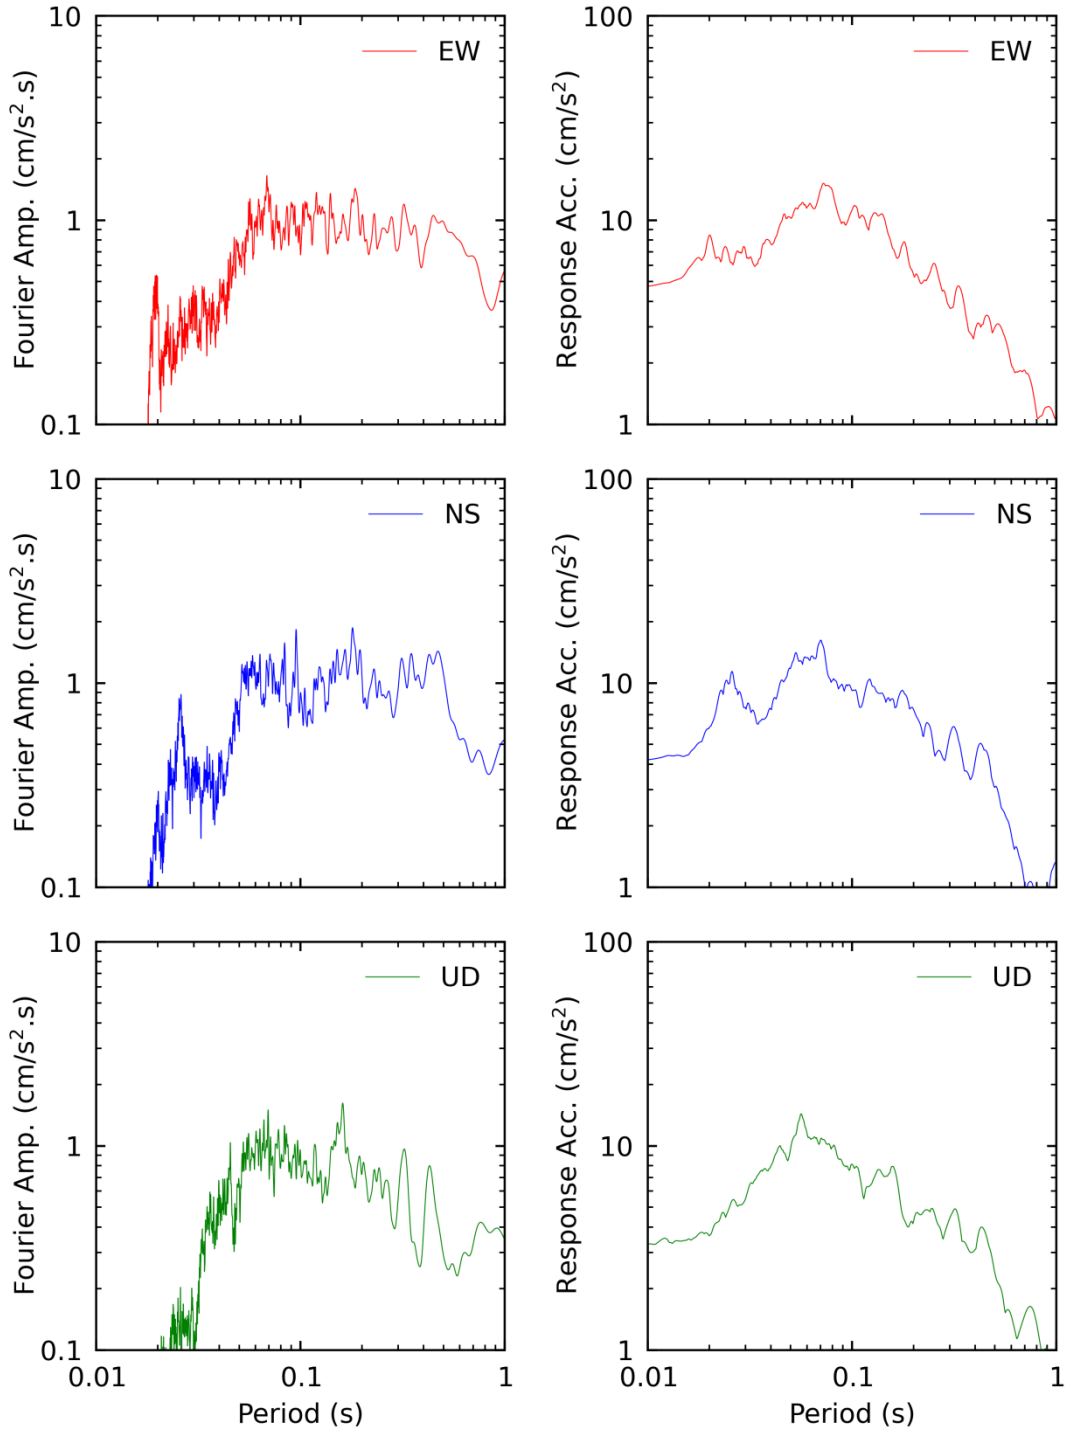 10
1
0.1
Fourier Amp. (cm/s².s)
EW
100
10
1
Response Acc. (cm/s²)
EW
10
1
0.1
Fourier Amp. (cm/s².s)
NS
100
10
1
Response Acc. (cm/s²)
NS
10
1
0.1
Fourier Amp. (cm/s².s)
UD
0.01 0.1 1
Period (s)
100
10
1
Response Acc. (cm/s²)
UD
0.01 0.1 1
Period (s)